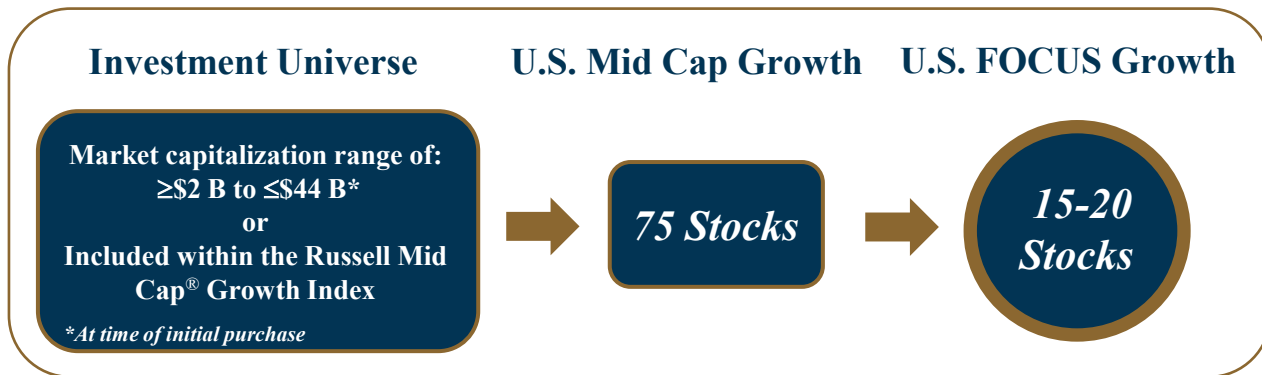 Investment Universe
U.S. Mid Cap Growth
U.S. FOCUS Growth
Market capitalization range of:
≥$2 B to ≤$44 B*
or
Included within the Russell Mid
Cap® Growth Index
*At time of initial purchase
75 Stocks
15-20
Stocks